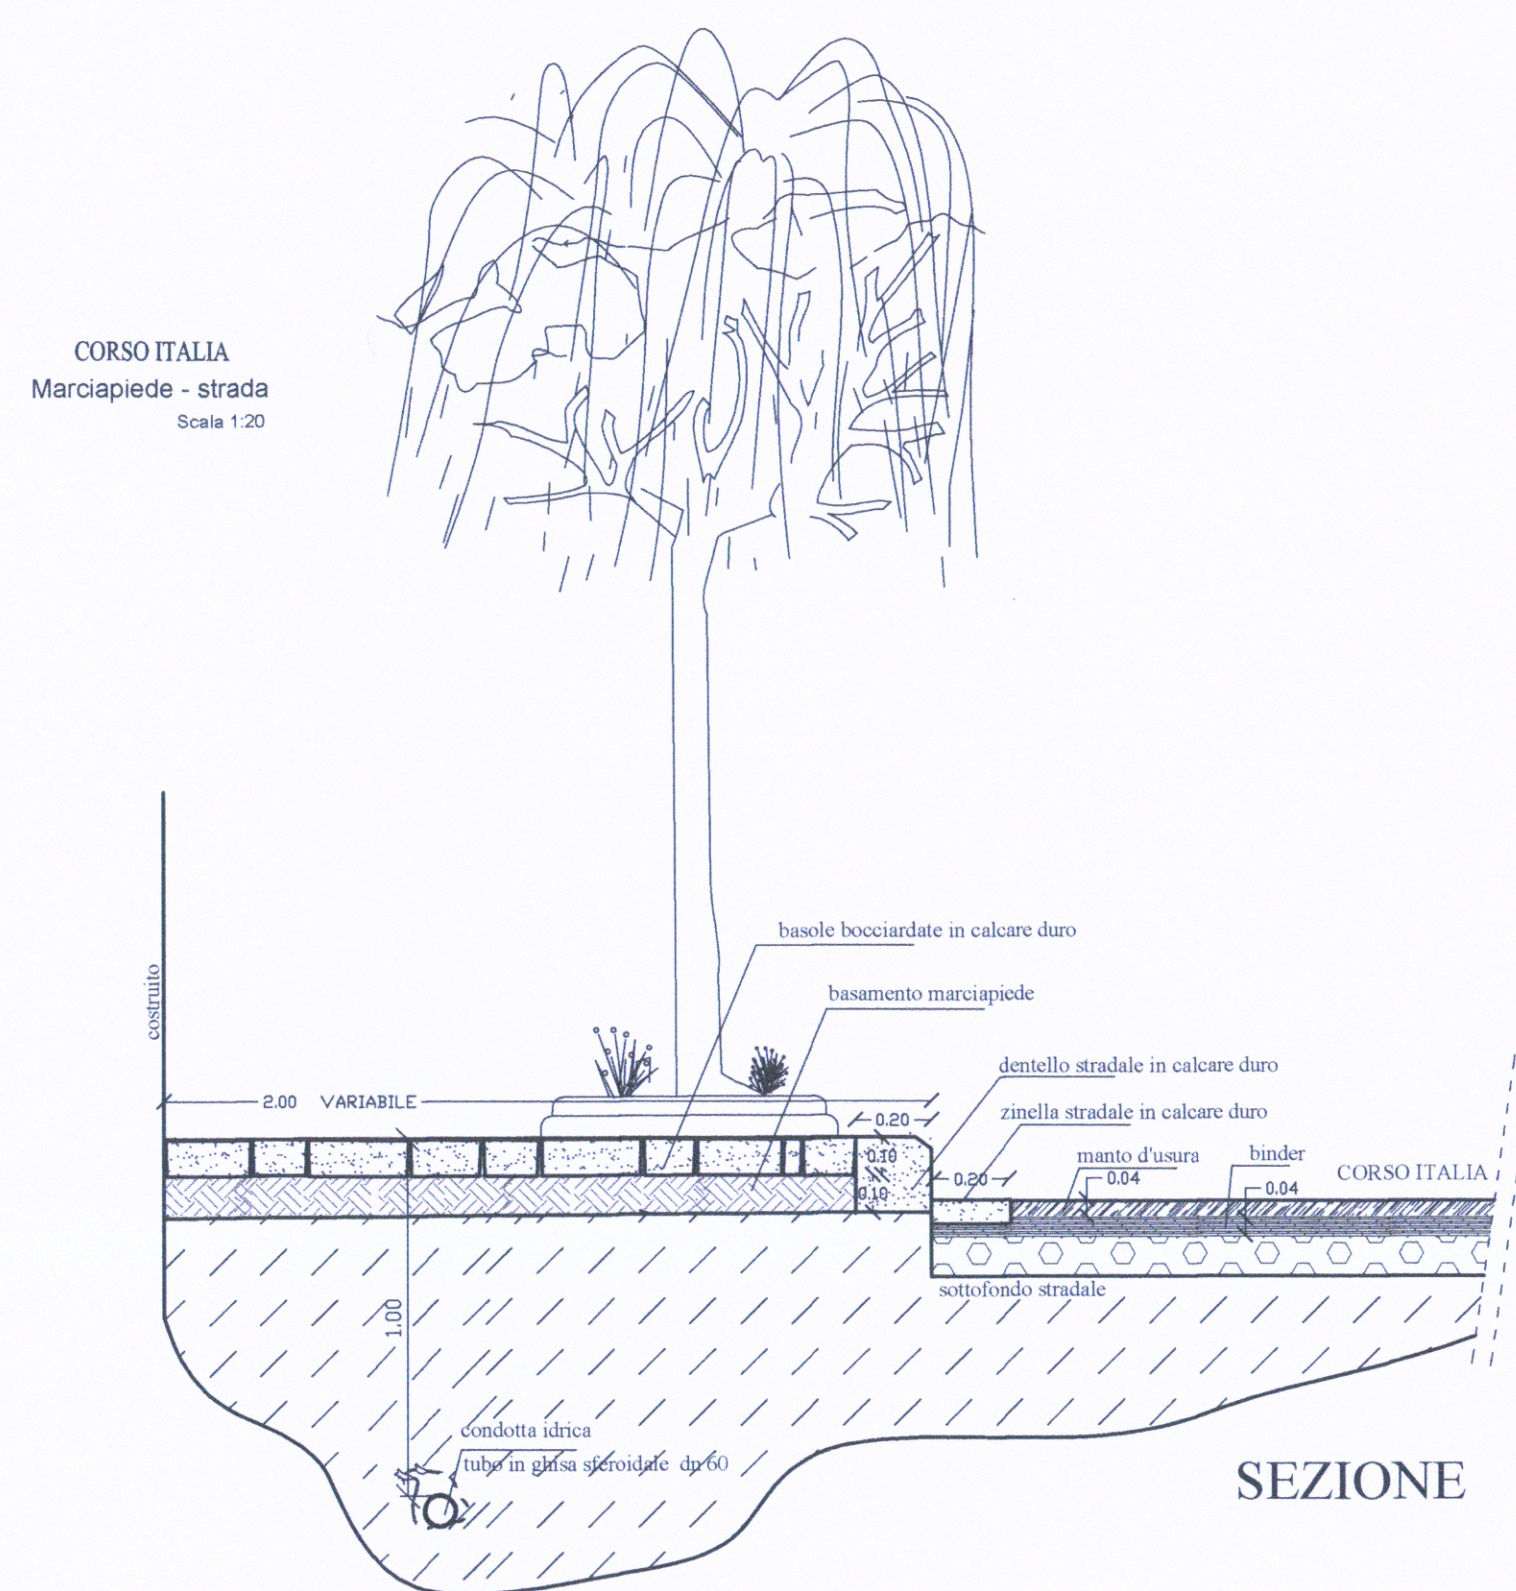 CORSO ITALIA
Marciapiede - strada
Scala 1:20
basole bocciardate in calcare duro
costruito
basamento marciapiede
dentello stradale in calcare duro
2.00 VARIABILE
zinella stradale in calcare duro
0.20
0.10
manto d'usura
binder
0.20
0.04
CORSO ITALIA
0.10
0.04
sottofondo stradale
1.00
condotta idrica
tubo in ghisa sferoidale dn 60
SEZIONE